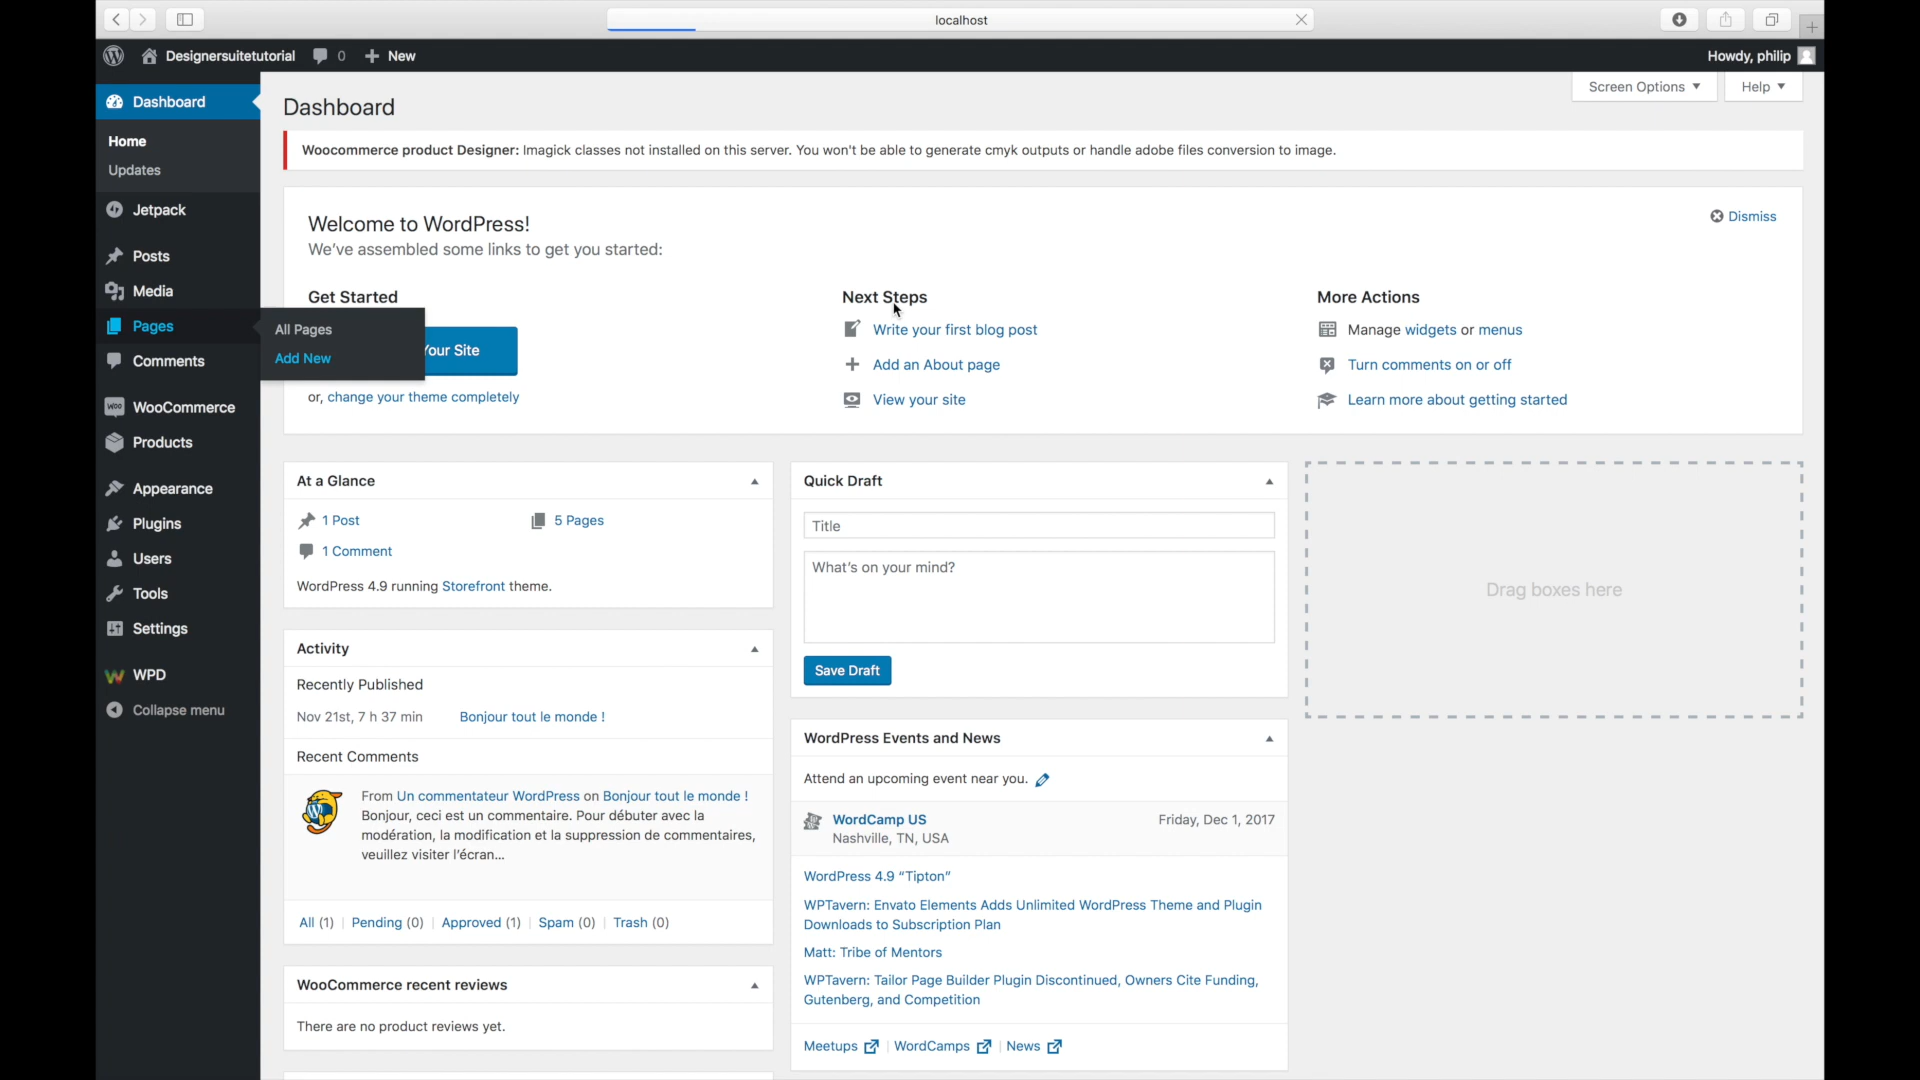 localhost
Designersuitetutorial
0
New
Howdy, philip
Screen Options
Help
Dashboard
Home
Updates
Jetpack
Posts
Media
Pages
Comments
WooCommerce
Products
Appearance
Plugins
Users
Tools
Settings
WPD
Collapse menu
All Pages
Add New
Dashboard
Woocommerce product Designer: Imagick classes not installed on this server. You won't be able to generate cmyk outputs or handle adobe files conversion to image.
Welcome to WordPress!
We've assembled some links to get you started:
Dismiss
Get Started
Your Site
or, change your theme completely
Next Steps
Write your first blog post
Add an About page
View your site
More Actions
Manage widgets or menus
Turn comments on or off
Learn more about getting started
At a Glance
1 Post
5 Pages
1 Comment
WordPress 4.9 running Storefront theme.
Activity
Recently Published
Nov 21st, 7 h 37 min
Bonjour tout le monde !
Recent Comments
From Un commentateur WordPress on Bonjour tout le monde !
Bonjour, ceci est un commentaire. Pour débuter avec la
modération, la modification et la suppression de commentaires,
veuillez visiter l'écran...
All (1) | Pending (0) | Approved (1) | Spam (0) | Trash (0)
WooCommerce recent reviews
There are no product reviews yet.
Quick Draft
Title
What's on your mind?
Save Draft
WordPress Events and News
Attend an upcoming event near you.
WordCamp US
Friday, Dec 1, 2017
Nashville, TN, USA
WordPress 4.9 “Tipton”
WPTavern: Envato Elements Adds Unlimited WordPress Theme and Plugin
Downloads to Subscription Plan
Matt: Tribe of Mentors
WPTavern: Tailor Page Builder Plugin Discontinued, Owners Cite Funding,
Gutenberg, and Competition
Meetups | WordCamps | News
Drag boxes here